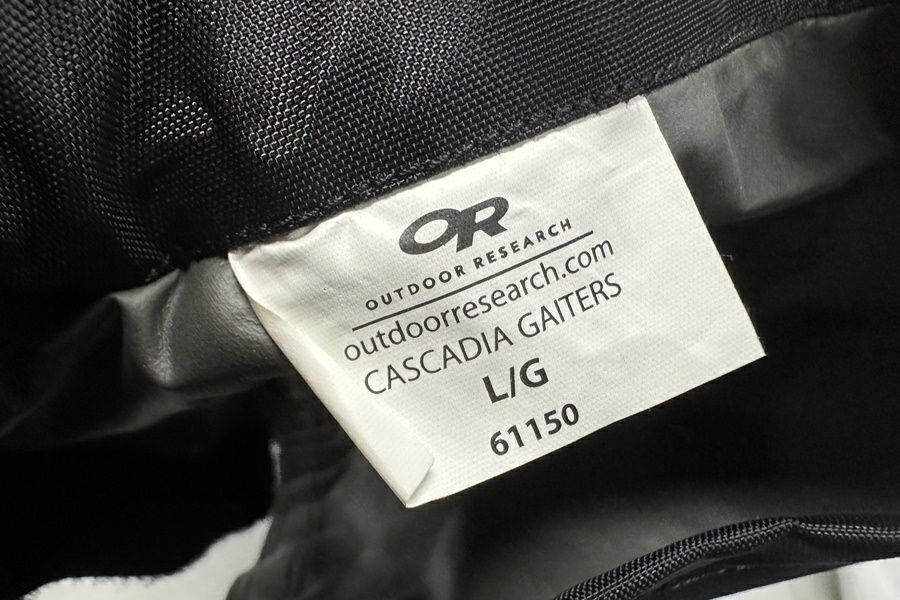 OR
OUTDOOR RESEARCH
outdoorresearch.com
CASCADIA GAITERS
L/G
61150